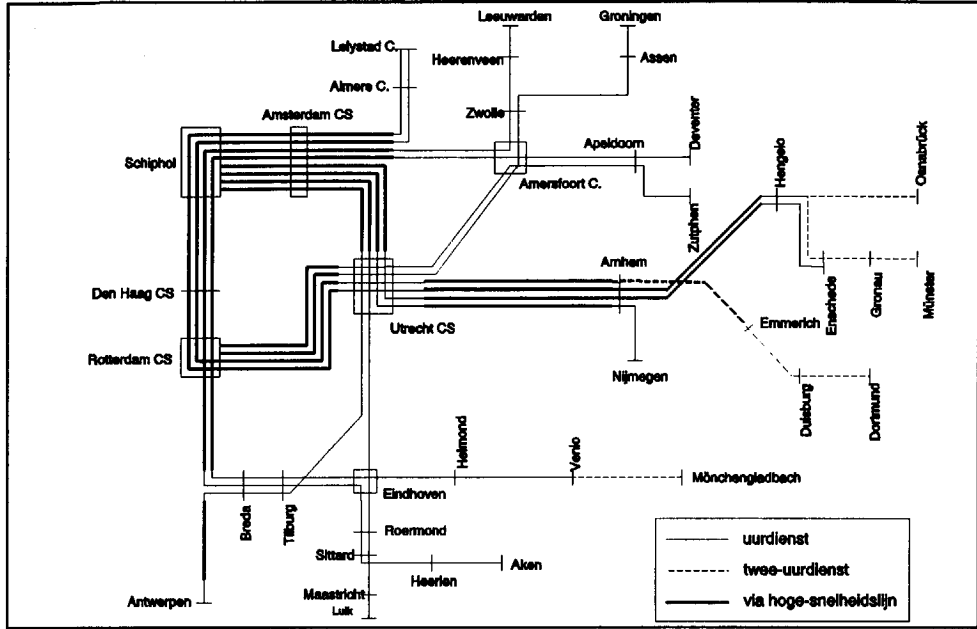 Leeuwarden
Groningen
Lelystad C.
Heerenveen
Assen
Almere C.
Amsterdam CS
Zwolle
Schiphol
Apeldoorn
Deventer
Amersfoort C.
Zutphen
Hengelo
Osnabrück
Arnhem
Den Haag CS
Enschede
Gronau
Münster
Utrecht CS
Emmerich
Rotterdam CS
Nijmegen
Duisburg
Dortmund
Helmond
Venlo
Mönchengladbach
Eindhoven
Breda
Tilburg
Roermond
Sittard
Aken
Heerlen
Maastricht
Luik
Antwerpen
uurdienst
twee-uurdienst
via hoge-snelheidslijn